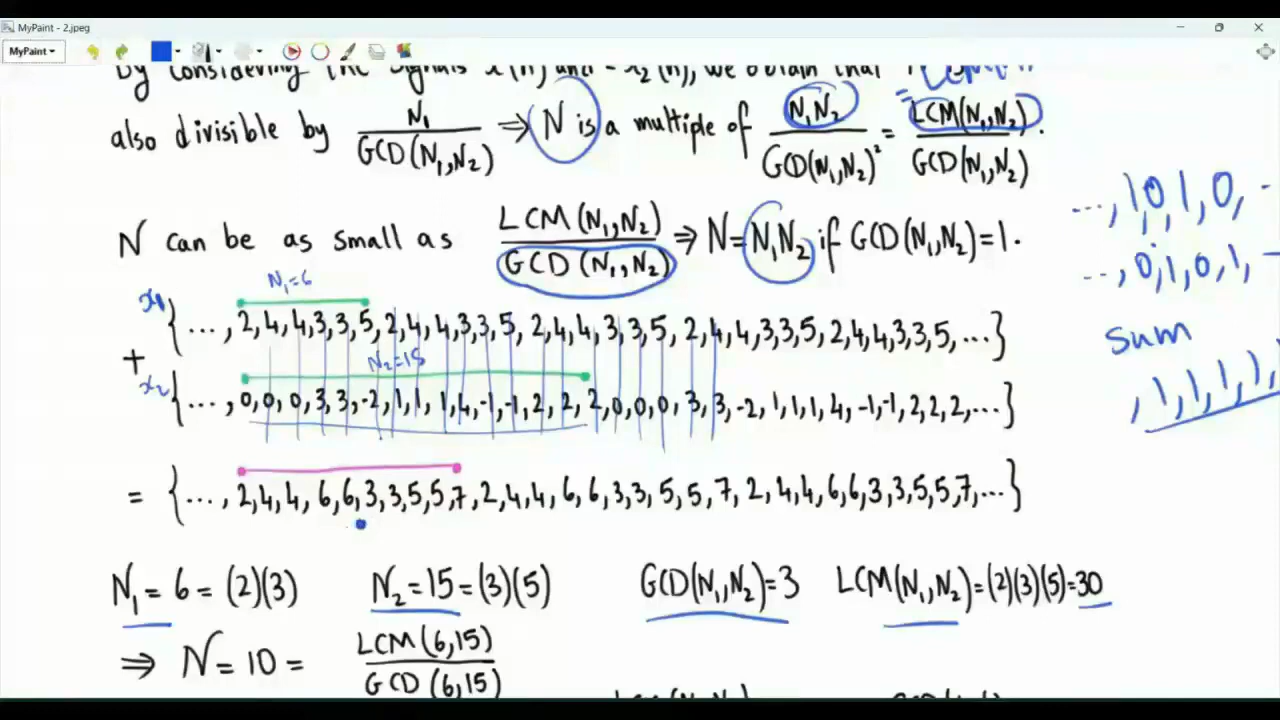 MyPaint - 2.jpeg
MyPaint
By considering the signals x(n) and -x₂(n), we obtain that
also divisible by N₁/GCD(N₁,N₂) ⇒ N is a multiple of N₁N₂/GCD(N₁,N₂)² = LCM(N₁,N₂)/GCD(N₁,N₂).
N can be as small as LCM(N₁,N₂)/GCD(N₁,N₂) ⇒ N=N₁N₂ if GCD(N₁,N₂)=1.
..., 1,0,1,0, -
.., 0,1,0,1, -
sum
, 1,1,1,1,
N₁=6
x₁ {..., 2,4,4,3,3,5,2,4,4,3,3,5, 2,4,4,3,3,5, 2,4,4,3,3,5, 2,4,4,3,3,5, ...}
+
N₂=15
x₂ {..., 0,0,0,3,3,-2,1,1,1,4,-1,-1,2,2,2,0,0,0,3,3,-2,1,1,1,4,-1,-1,2,2,2,...}
= {..., 2,4,4,6,6,3,3,5,5,7,2,4,4,6,6,3,3,5,5,7,2,4,4,6,6,3,3,5,5,7,...}
N₁ = 6 = (2)(3) N₂ = 15 = (3)(5) GCD(N₁,N₂)=3 LCM(N₁,N₂)=(2)(3)(5)=30
⇒ N = 10 = LCM(6,15)/GCD(6,15)